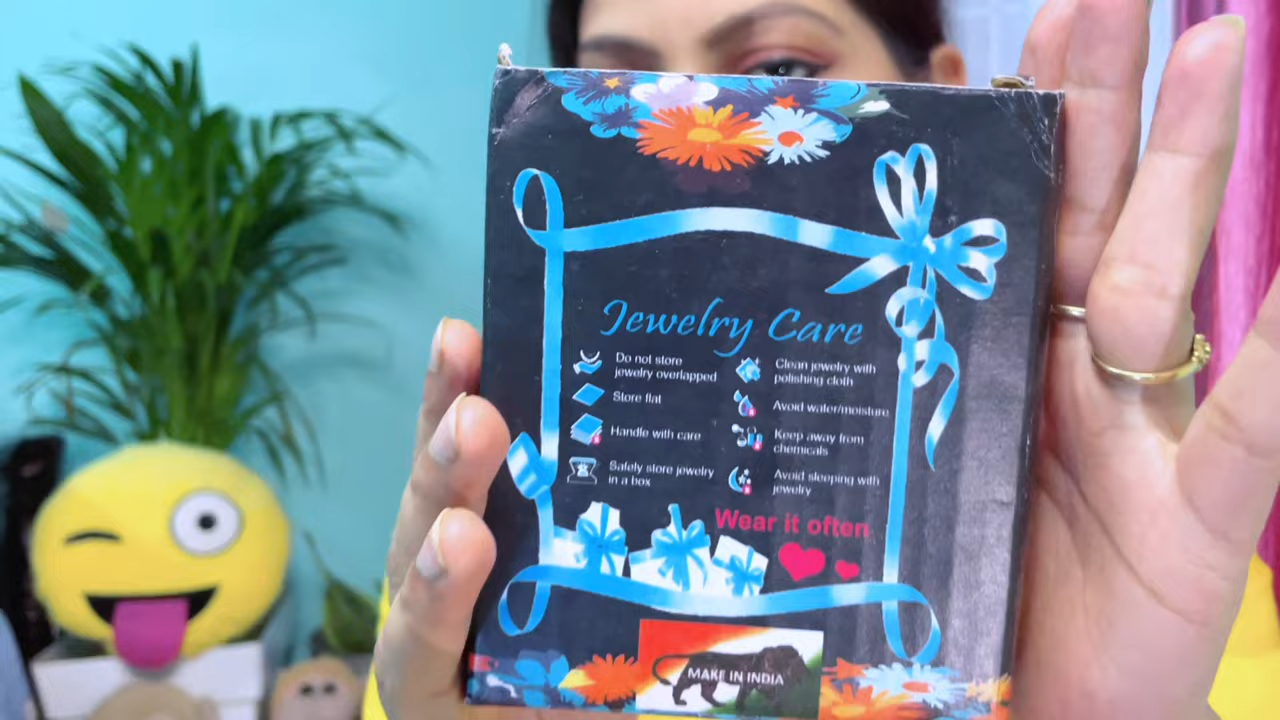 Jewelry Care
Do not store
jewelry overlapped
Store flat
Handle with care
Safely store jewelry
in a box
Clean jewelry with
polishing cloth
Avoid water/moisture
Keep away from
chemicals
Avoid sleeping with
jewelry
Wear it often
MAKE IN INDIA